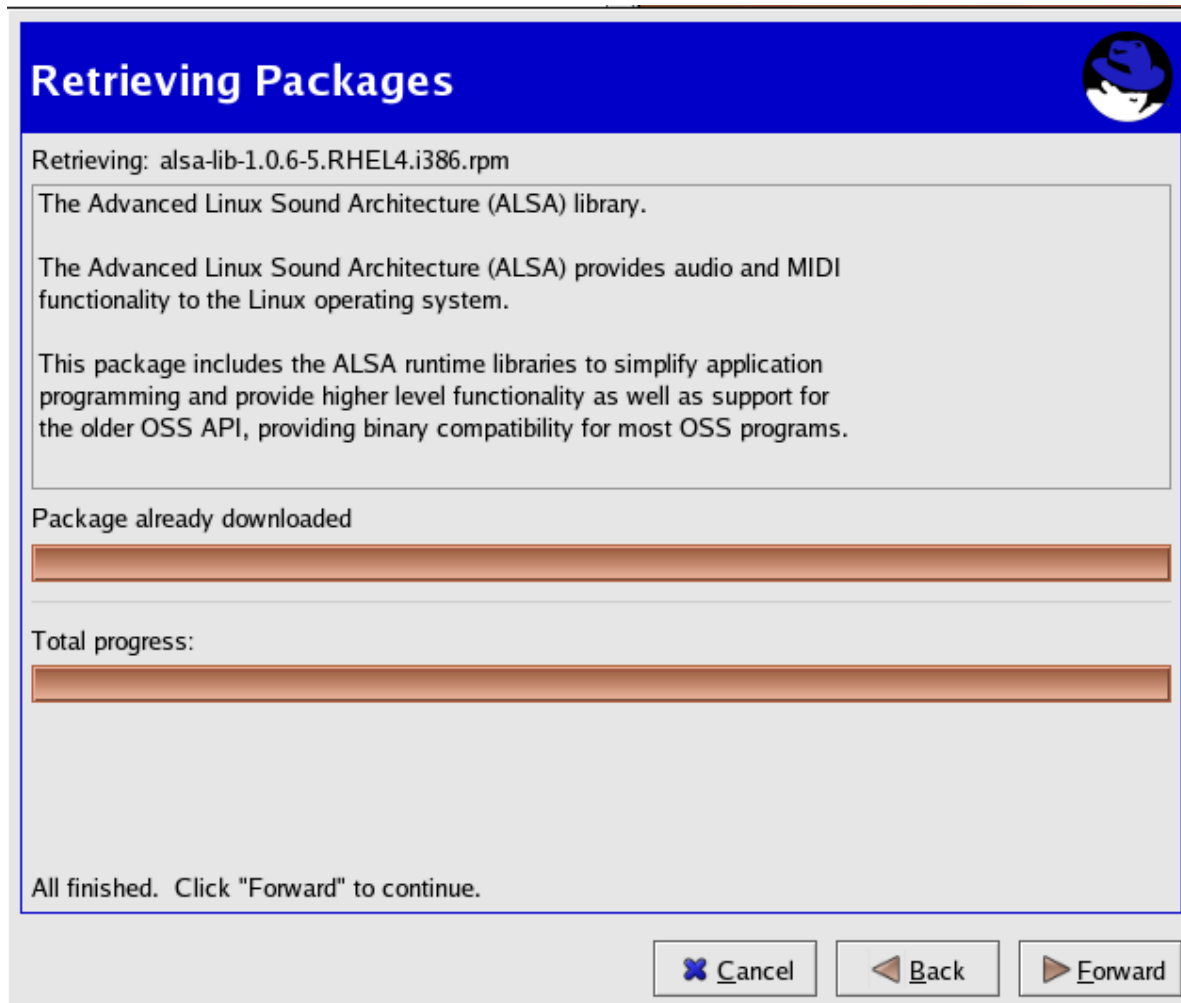 Retrieving Packages
Retrieving: alsa-lib-1.0.6-5.RHEL4.i386.rpm
The Advanced Linux Sound Architecture (ALSA) library.
The Advanced Linux Sound Architecture (ALSA) provides audio and MIDI
functionality to the Linux operating system.
This package includes the ALSA runtime libraries to simplify application
programming and provide higher level functionality as well as support for
the older OSS API, providing binary compatibility for most OSS programs.
Package already downloaded
Total progress:
All finished.  Click "Forward" to continue.
Cancel
Back
Forward